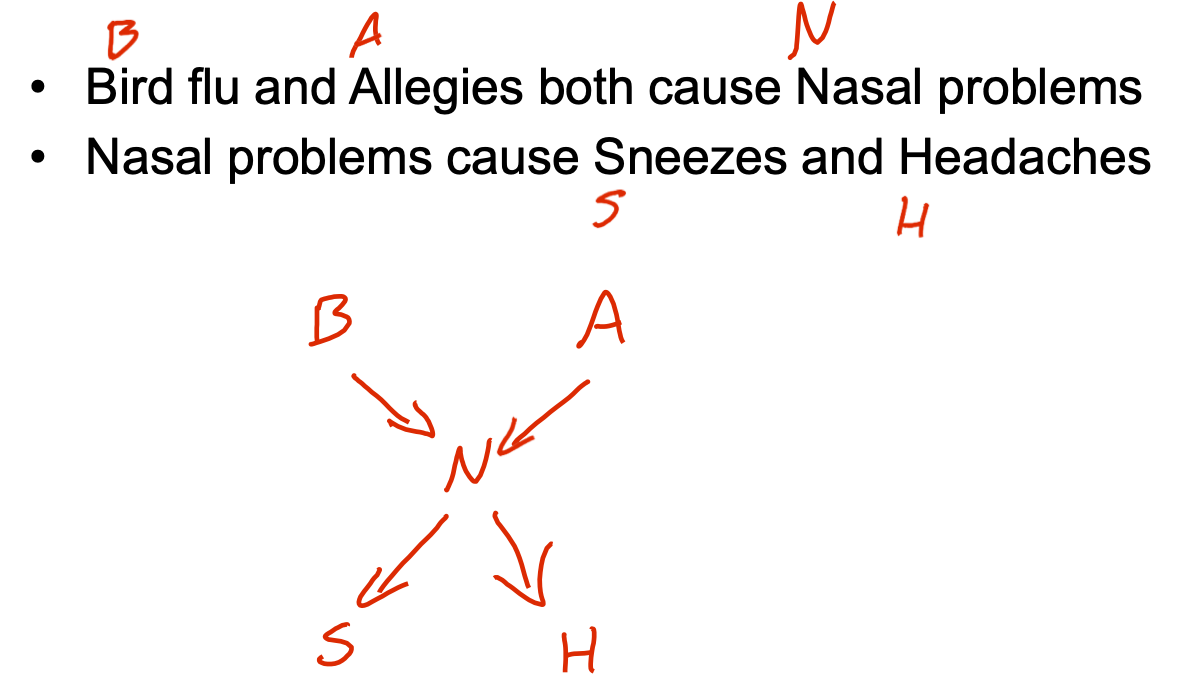 B A N
• Bird flu and Allegies both cause Nasal problems
• Nasal problems cause Sneezes and Headaches
S H
B A
N
S H